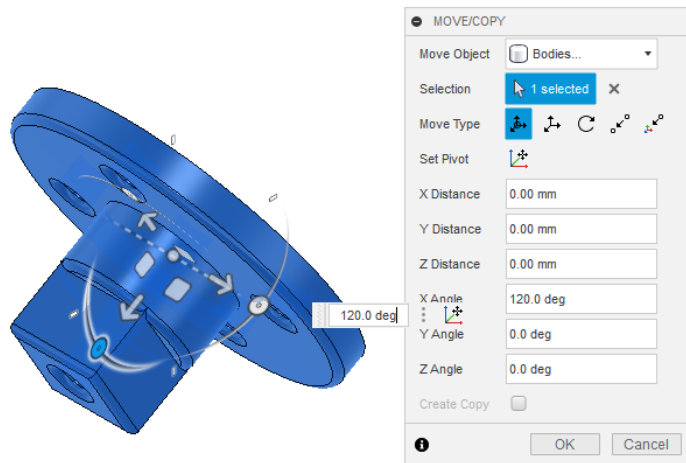 MOVE/COPY
Move Object Bodies...
Selection 1 selected
Move Type
Set Pivot
X Distance 0.00 mm
Y Distance 0.00 mm
Z Distance 0.00 mm
X Angle 120.0 deg
120.0 deg
Y Angle 0.0 deg
Z Angle 0.0 deg
Create Copy
OK Cancel